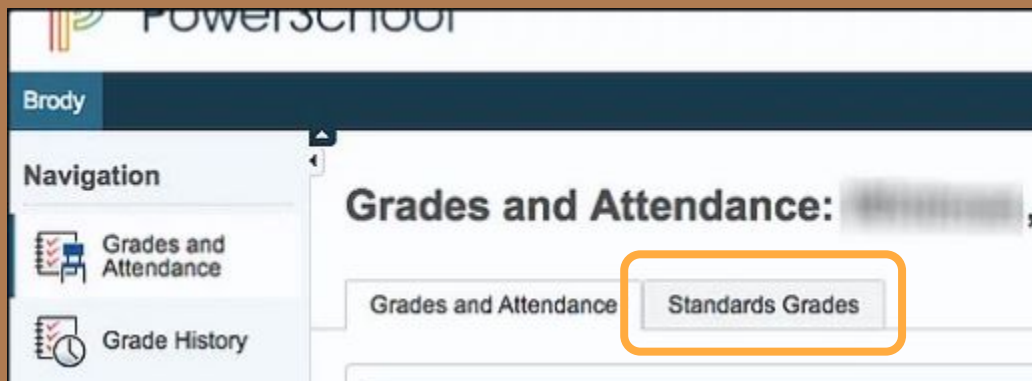 PowerSchool
Brody
Navigation
Grades and Attendance:
Grades and
Attendance
Grades and Attendance
Standards Grades
Grade History